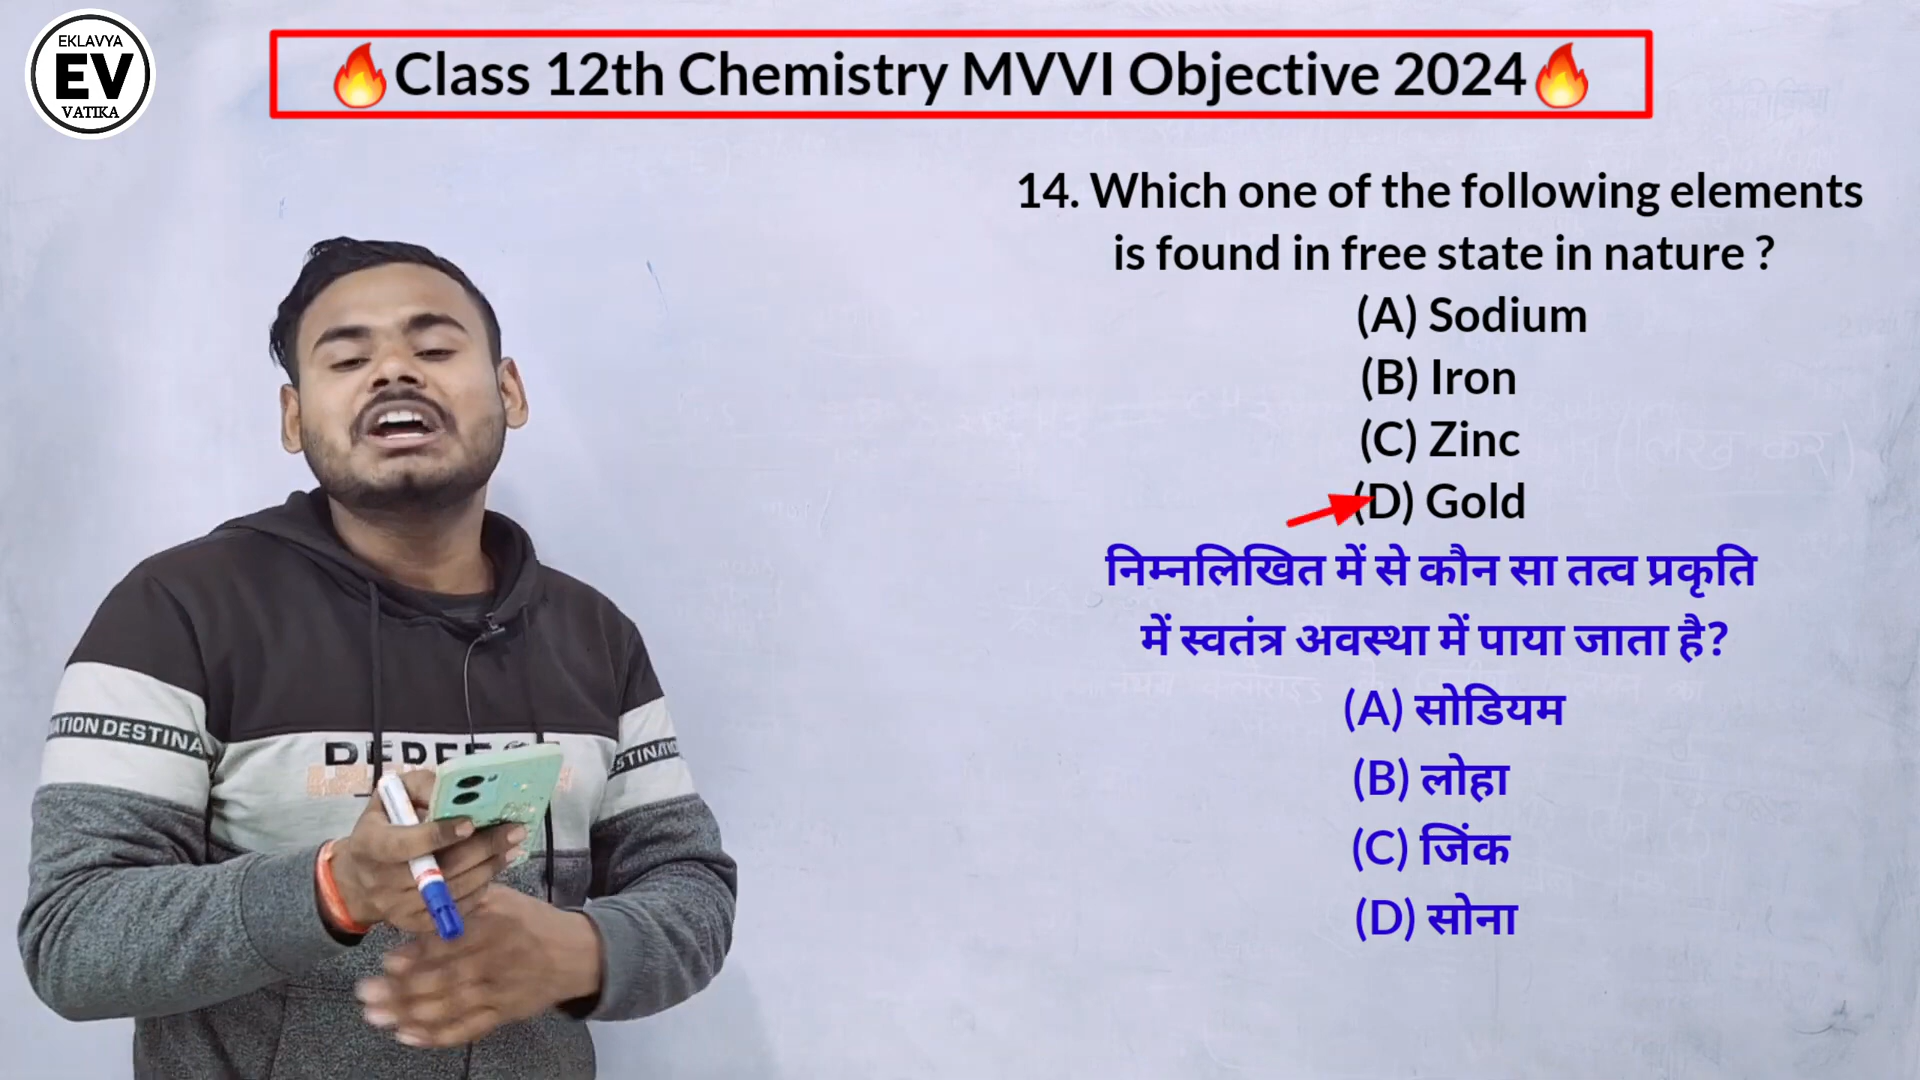 EKLAVYA
EV
VATIKA
🔥Class 12th Chemistry MVVI Objective 2024🔥
14. Which one of the following elements
is found in free state in nature ?
(A) Sodium
(B) Iron
(C) Zinc
(D) Gold
निम्नलिखित में से कौन सा तत्व प्रकृति
में स्वतंत्र अवस्था में पाया जाता है?
(A) सोडियम
(B) लोहा
(C) जिंक
(D) सोना